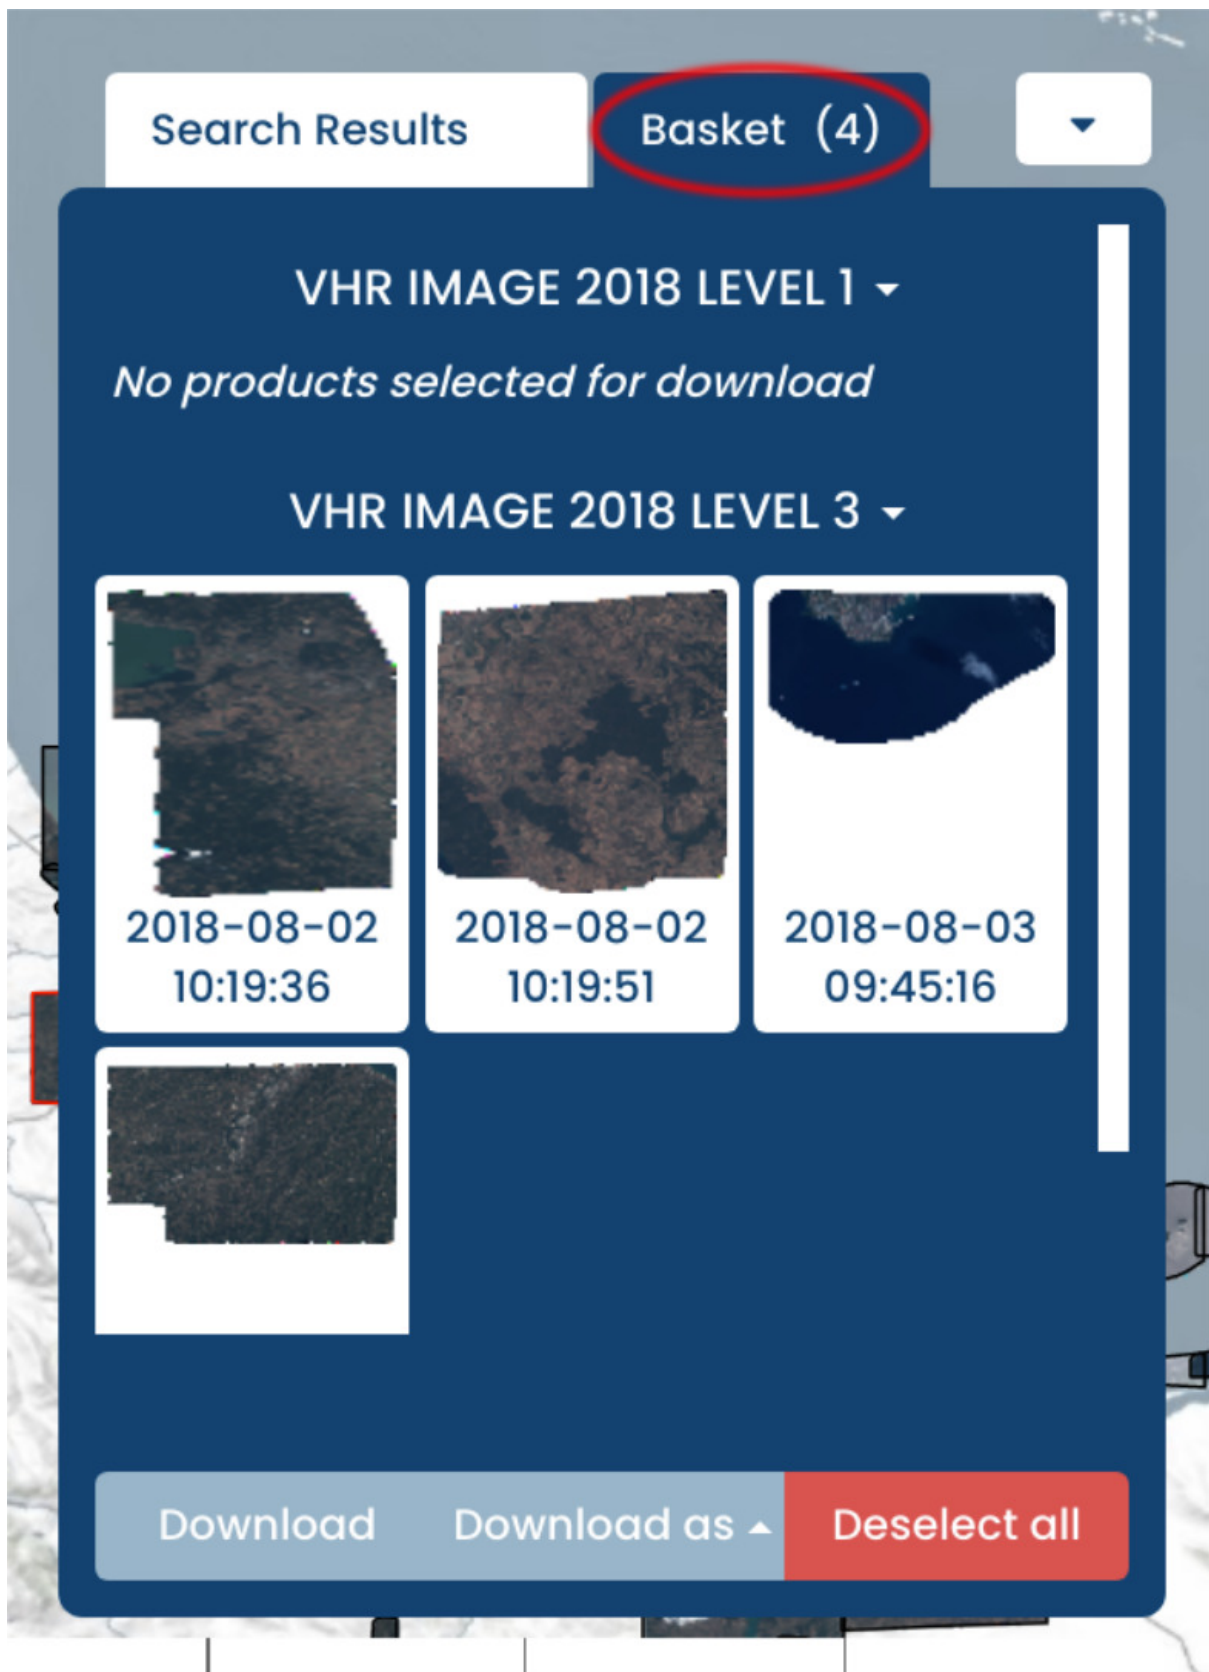 Search Results
Basket (4)
VHR IMAGE 2018 LEVEL 1
No products selected for download
VHR IMAGE 2018 LEVEL 3
2018-08-02
10:19:36
2018-08-02
10:19:51
2018-08-03
09:45:16
Download
Download as
Deselect all